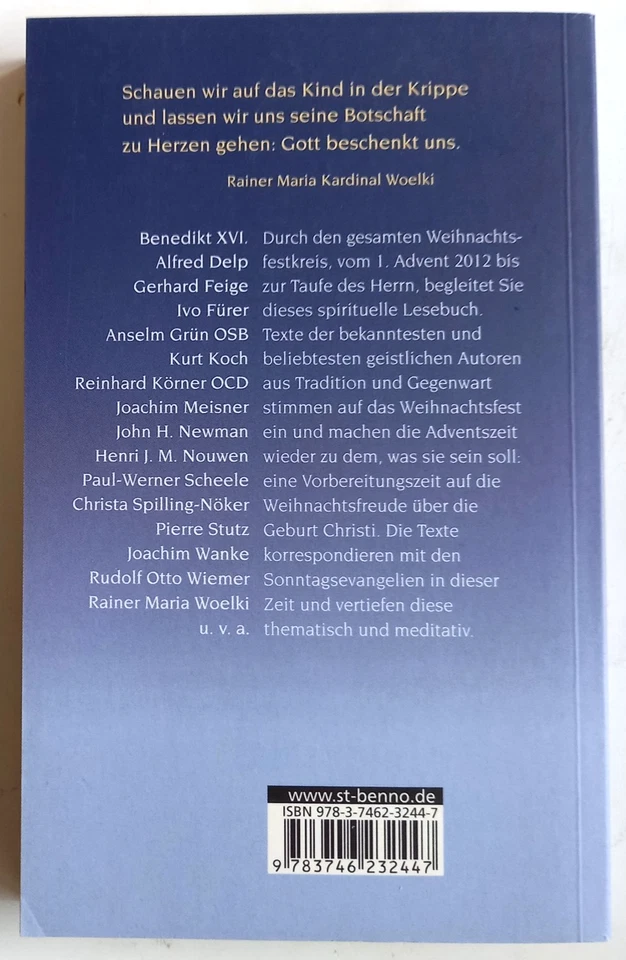 Schauen wir auf das Kind in der Krippe
und lassen wir uns seine Botschaft
zu Herzen gehen: Gott beschenkt uns.
Rainer Maria Kardinal Woelki
Benedikt XVI.
Alfred Delp
Gerhard Feige
Ivo Fürer
Anselm Grün OSB
Kurt Koch
Reinhard Körner OCD
Joachim Meisner
John H. Newman
Henri J. M. Nouwen
Paul-Werner Scheele
Christa Spilling-Nöker
Pierre Stutz
Joachim Wanke
Rudolf Otto Wiemer
Rainer Maria Woelki
u. v. a.
Durch den gesamten Weihnachts-
festkreis, vom 1. Advent 2012 bis
zur Taufe des Herrn, begleitet Sie
dieses spirituelle Lesebuch.
Texte der bekanntesten und
beliebtesten geistlichen Autoren
aus Tradition und Gegenwart
stimmen auf das Weihnachtsfest
ein und machen die Adventszeit
wieder zu dem, was sie sein soll:
eine Vorbereitungszeit auf die
Weihnachtsfreude über die
Geburt Christi. Die Texte
korrespondieren mit den
Sonntagsevangelien in dieser
Zeit und vertiefen diese
thematisch und meditativ.
www.st-benno.de
ISBN 978-3-7462-3244-7
9 783746 232447